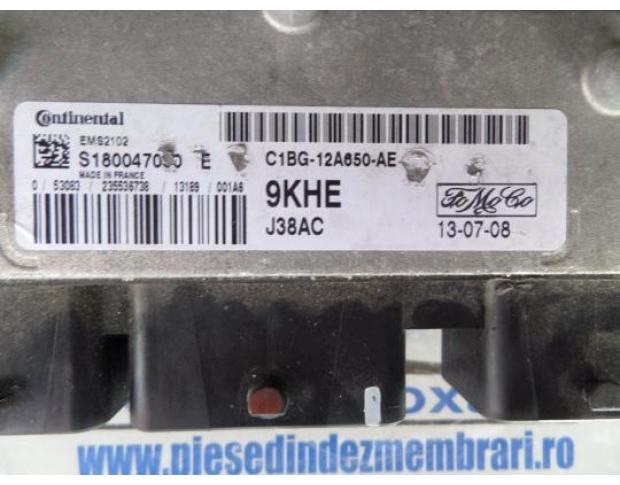 Continental
EMS2102
S180047030 E
MADE IN FRANCE
0 / 53083 / 235536738 / 13189 / 001A6
C1BG-12A650-AE
9KHE
J38AC
FoMoCo
13-07-08
www.piesedindezmembrari.ro